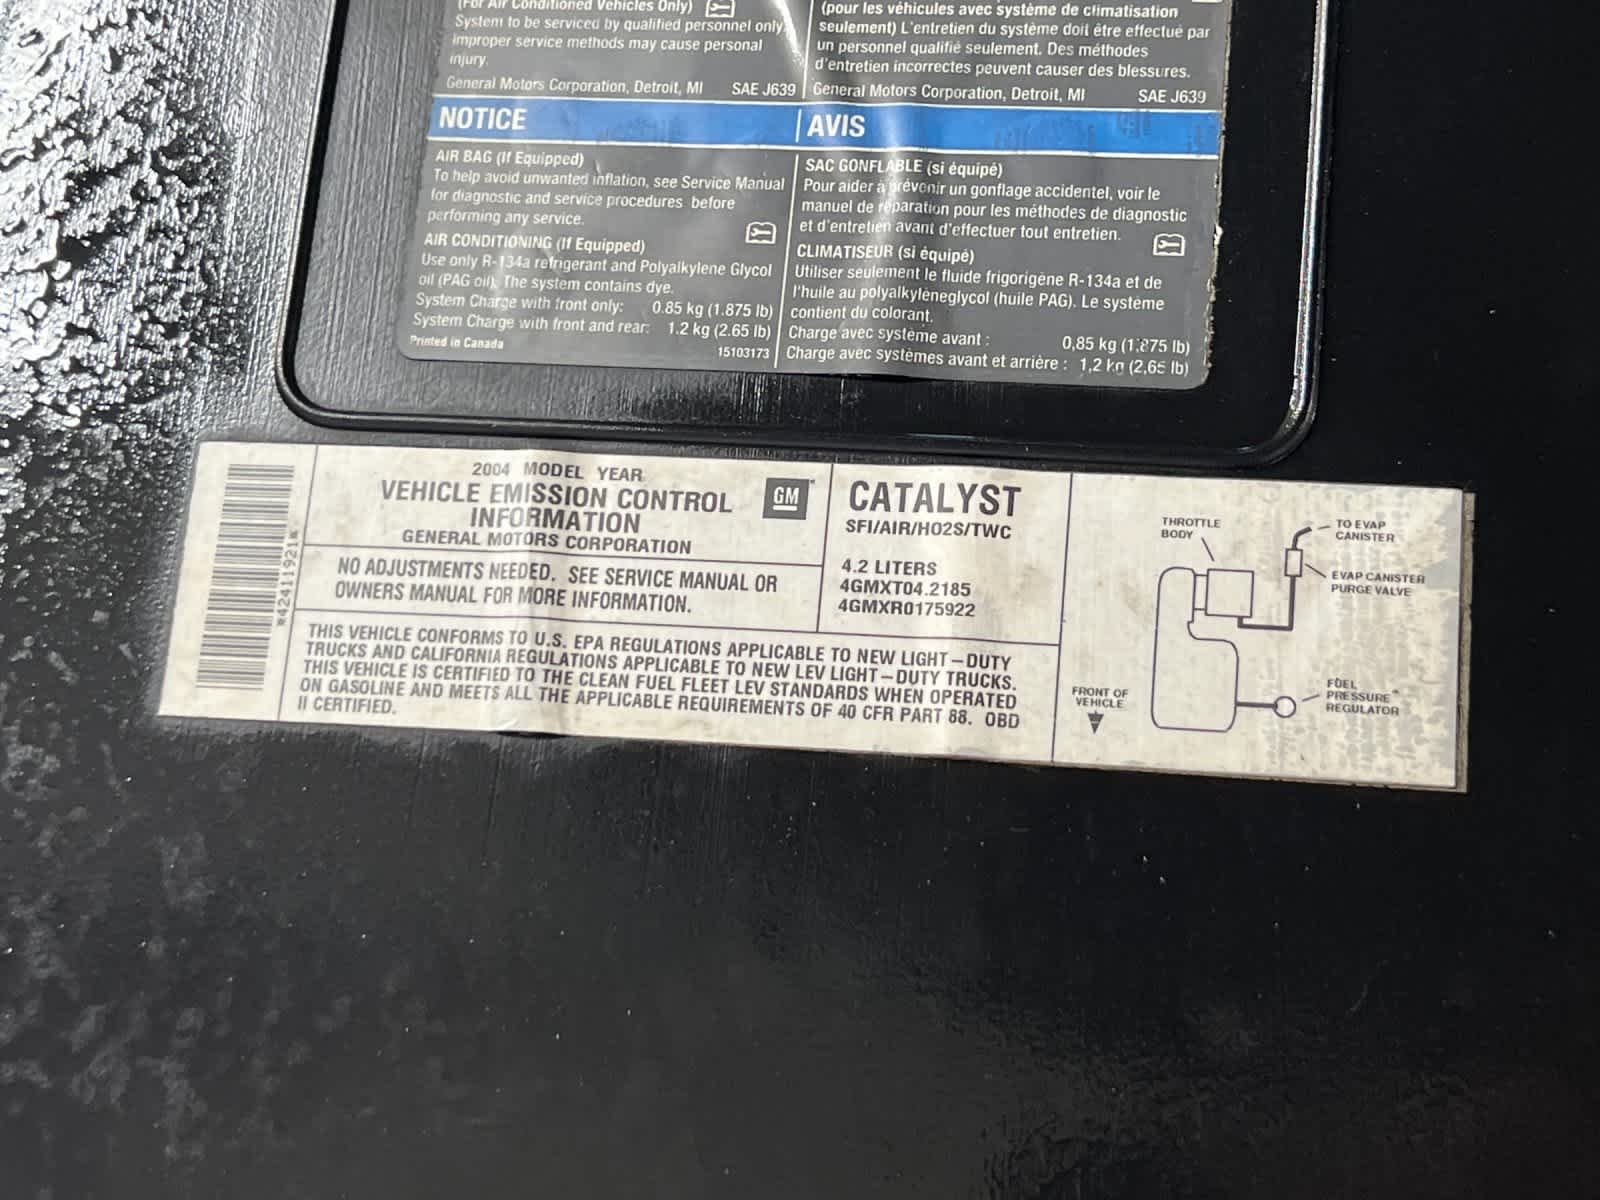 (For Air Conditioned Vehicles Only)
System to be serviced by qualified personnel only.
Improper service methods may cause personal
injury.
General Motors Corporation, Detroit, MI SAE J639
(pour les véhicules avec système de climatisation
seulement) L'entretien du système doit être effectué par
un personnel qualifié seulement. Des méthodes
d'entretien incorrectes peuvent causer des blessures.
General Motors Corporation, Detroit, MI SAE J639
NOTICE
AIR BAG (If Equipped)
To help avoid unwanted inflation, see Service Manual
for diagnostic and service procedures before
performing any service.
AIR CONDITIONING (If Equipped)
Use only R-134a refrigerant and Polyalkylene Glycol
oil (PAG oil). The system contains dye.
System Charge with front only: 0.85 kg (1.875 lb)
System Charge with front and rear: 1.2 kg (2.65 lb)
Printed in Canada 15103173
AVIS
SAC GONFLABLE (si équipé)
Pour aider à prévenir un gonflage accidentel, voir le
manuel de réparation pour les méthodes de diagnostic
et d'entretien avant d'effectuer tout entretien.
CLIMATISEUR (si équipé)
Utiliser seulement le fluide frigorigène R-134a et de
l'huile au polyalkylèneglycol (huile PAG). Le système
contient du colorant.
Charge avec système avant : 0,85 kg (1,875 lb)
Charge avec systèmes avant et arrière : 1,2 kg (2,65 lb)
*42411921*
2004 MODEL YEAR
VEHICLE EMISSION CONTROL
INFORMATION
GENERAL MOTORS CORPORATION
GM
NO ADJUSTMENTS NEEDED. SEE SERVICE MANUAL OR
OWNERS MANUAL FOR MORE INFORMATION.
CATALYST
SFI/AIR/HO2S/TWC
4.2 LITERS
4GMXT04.2185
4GMXR0175922
THIS VEHICLE CONFORMS TO U.S. EPA REGULATIONS APPLICABLE TO NEW LIGHT-DUTY
TRUCKS AND CALIFORNIA REGULATIONS APPLICABLE TO NEW LEV LIGHT-DUTY TRUCKS.
THIS VEHICLE IS CERTIFIED TO THE CLEAN FUEL FLEET LEV STANDARDS WHEN OPERATED
ON GASOLINE AND MEETS ALL THE APPLICABLE REQUIREMENTS OF 40 CFR PART 88. OBD
II CERTIFIED.
THROTTLE
BODY
TO EVAP
CANISTER
EVAP CANISTER
PURGE VALVE
FRONT OF
VEHICLE
FUEL
PRESSURE
REGULATOR